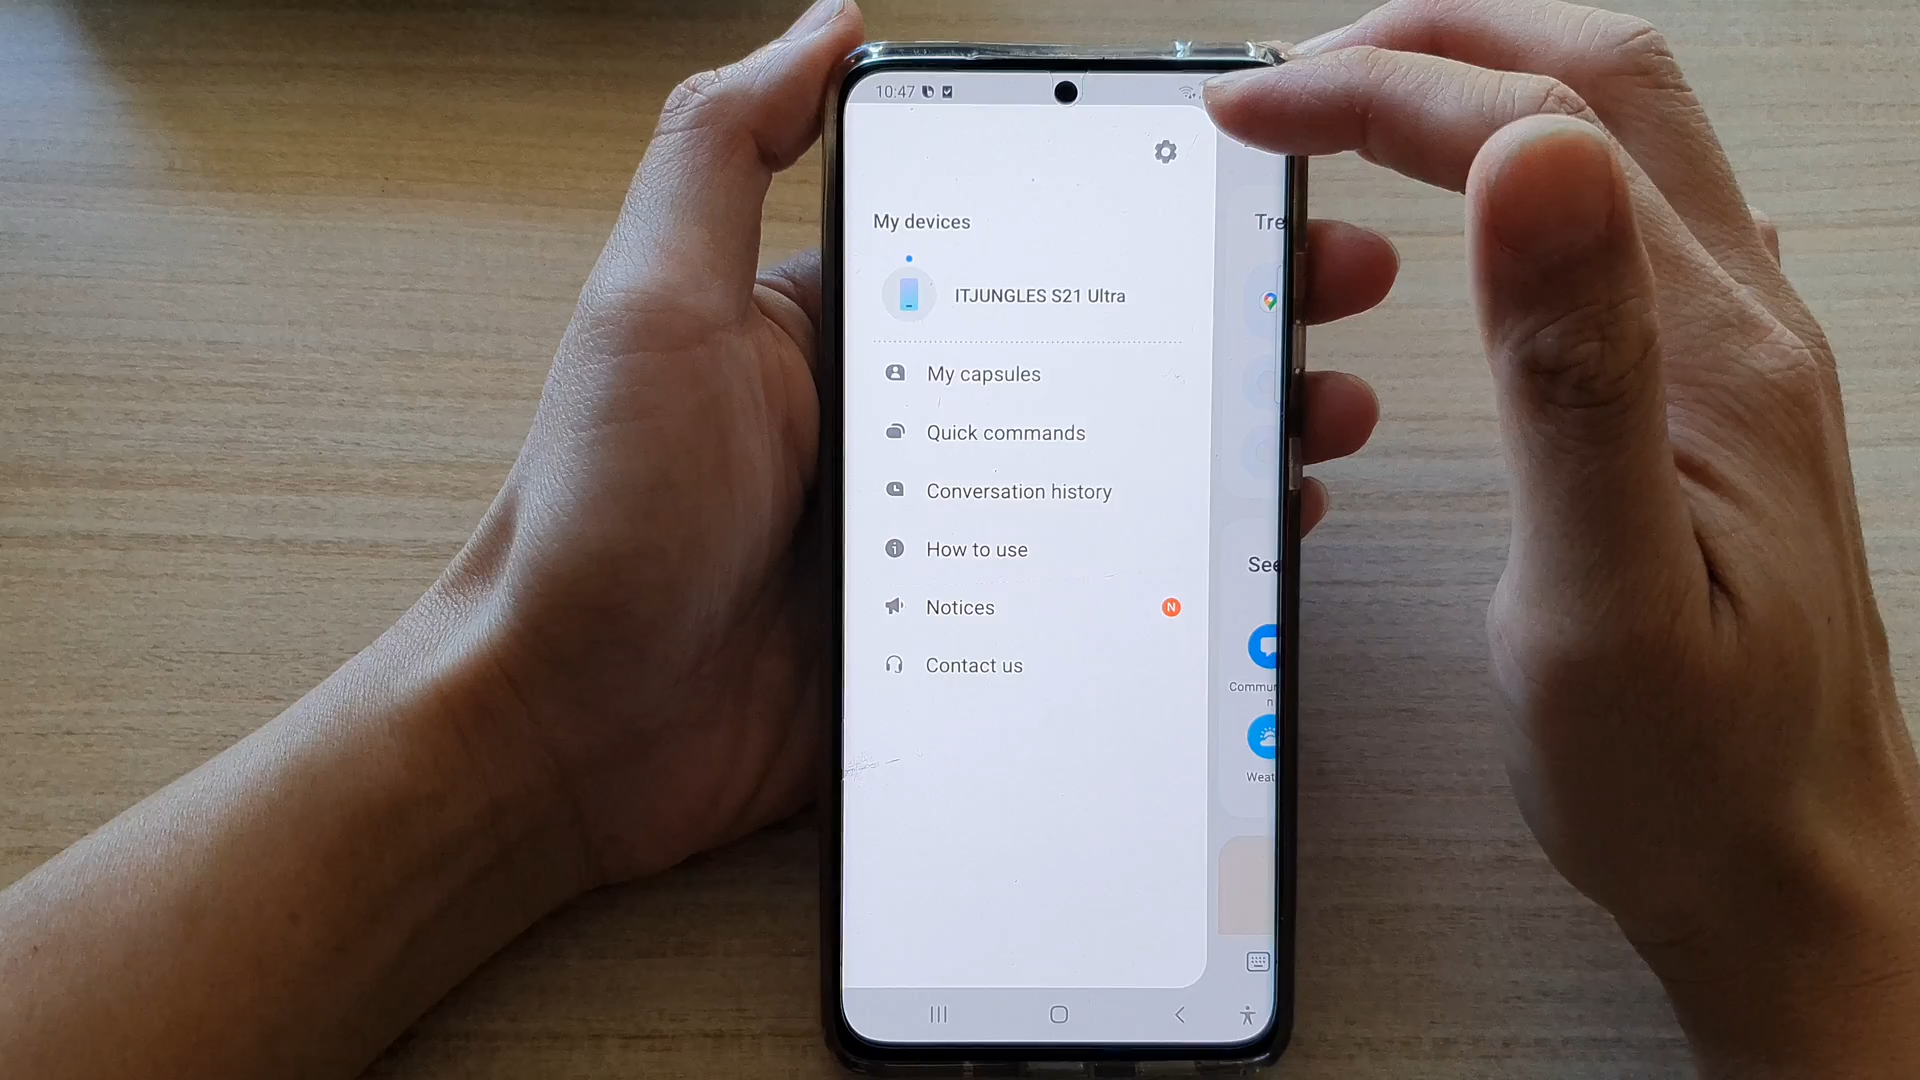 10:47
My devices
ITJUNGLES S21 Ultra
My capsules
Quick commands
Conversation history
How to use
Notices
N
Contact us
Tre
See
Commun
n
Weat